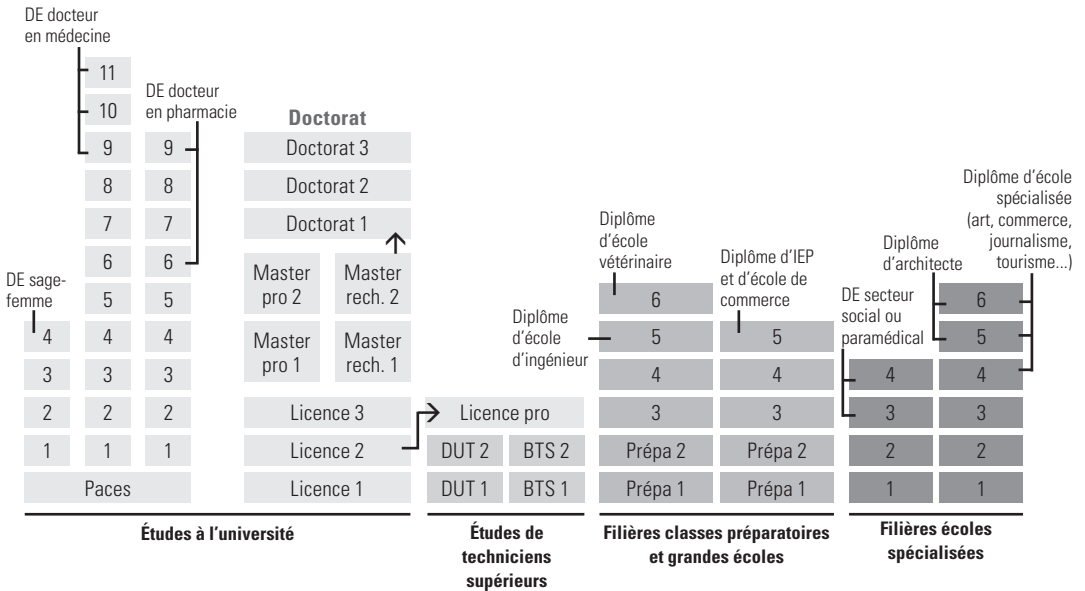 DE docteur
en médecine
11
10
9
8
7
6
5
4
3
2
1
DE docteur
en pharmacie
9
8
7
6
5
4
3
2
1
DE sage-
femme
4
3
2
1
Paces
Doctorat
Doctorat 3
Doctorat 2
Doctorat 1
Master
pro 2
Master
rech. 2
Master
pro 1
Master
rech. 1
Licence 3
Licence 2
Licence 1
Études à l'université
Licence pro
DUT 2
BTS 2
DUT 1
BTS 1
Études de
techniciens
supérieurs
Diplôme
d'école
vétérinaire
Diplôme
d'école
d'ingénieur
6
5
4
3
Prépa 2
Prépa 1
Diplôme d'IEP
et d'école de
commerce
5
4
3
Prépa 2
Prépa 1
Filières classes préparatoires
et grandes écoles
DE secteur
social ou
paramédical
4
3
2
1
Diplôme
d'architecte
Diplôme d'école
spécialisée
(art, commerce,
journalisme,
tourisme...)
6
5
4
3
2
1
Filières écoles
spécialisées